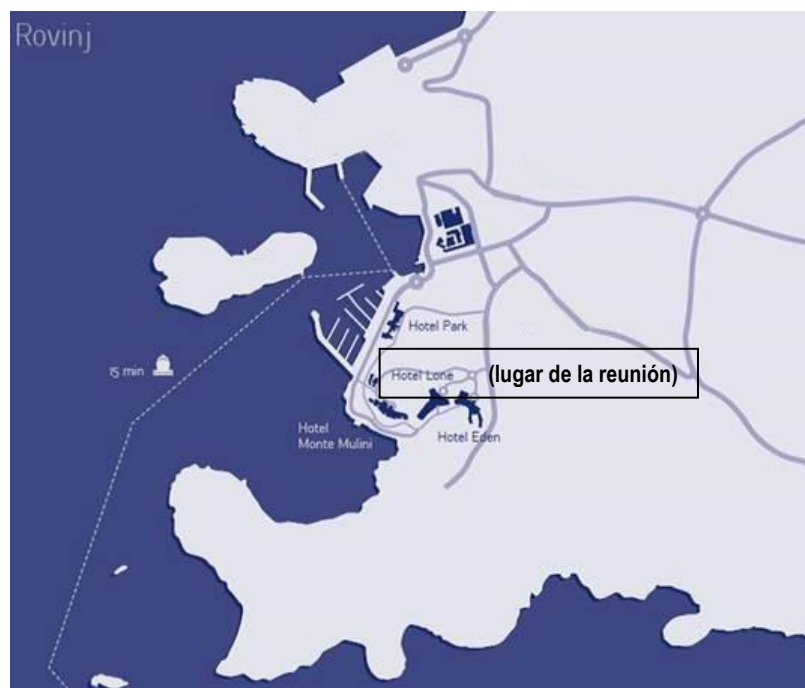 Rovinj
Hotel Park
15 min
Hotel Lone (lugar de la reunión)
Hotel
Monte Mulini
Hotel Eden